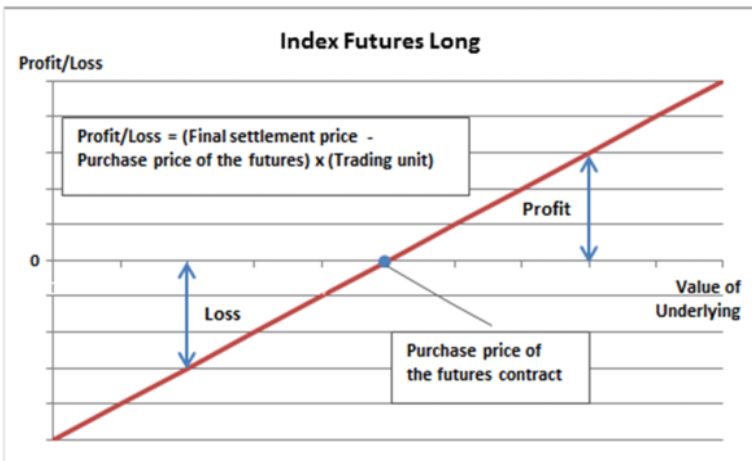 Index Futures Long
Profit/Loss
Profit/Loss = (Final settlement price -
Purchase price of the futures) x (Trading unit)
Profit
0
Loss
Value of
Underlying
Purchase price of
the futures contract